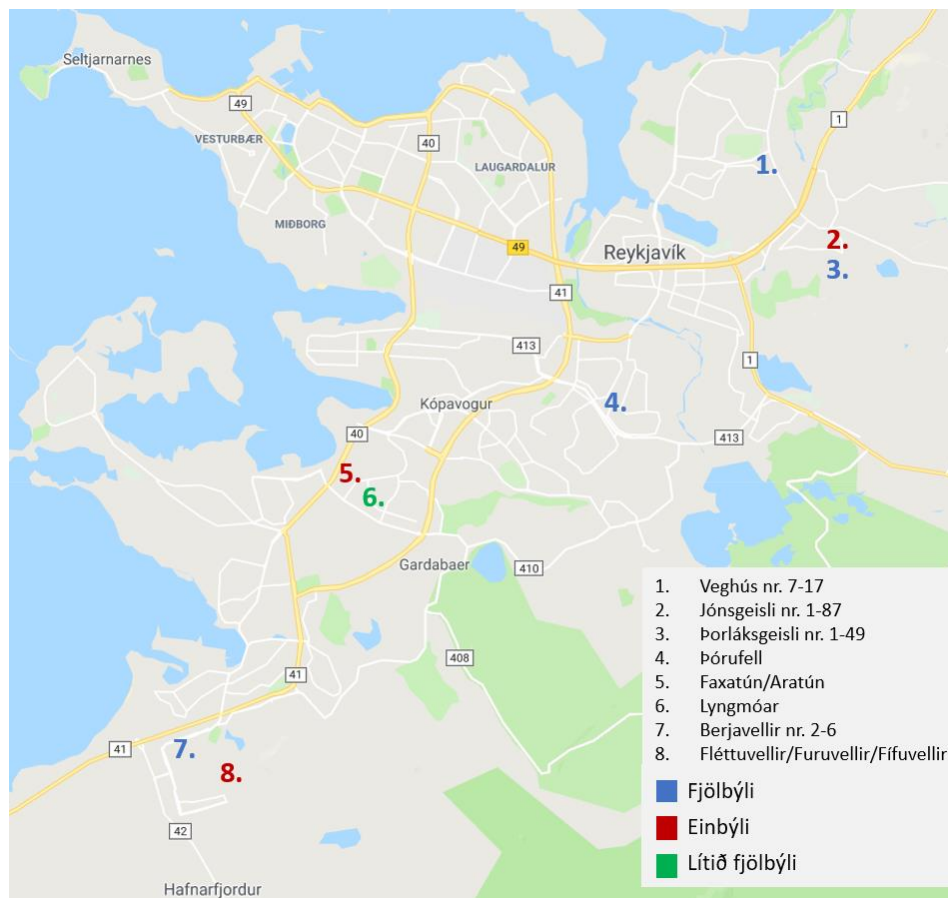 Seltjarnarnes
49
1
VESTURBÆR
40
LAUGARDALUR
1.
MIÐBORG
2.
49
Reykjavík
3.
41
413
1
Kópavogur
4.
40
413
5.
6.
Gardabaer
410
408
41
41
7.
8.
42
Hafnarfjordur
1. Veghús nr. 7-17
2. Jónsgeisli nr. 1-87
3. Þorláksgeisli nr. 1-49
4. Þórufell
5. Faxatún/Aratún
6. Lyngmóar
7. Berjavellir nr. 2-6
8. Fléttuvellir/Furuvellir/Fífuvellir
Fjölbýli
Einbýli
Lítið fjölbýli